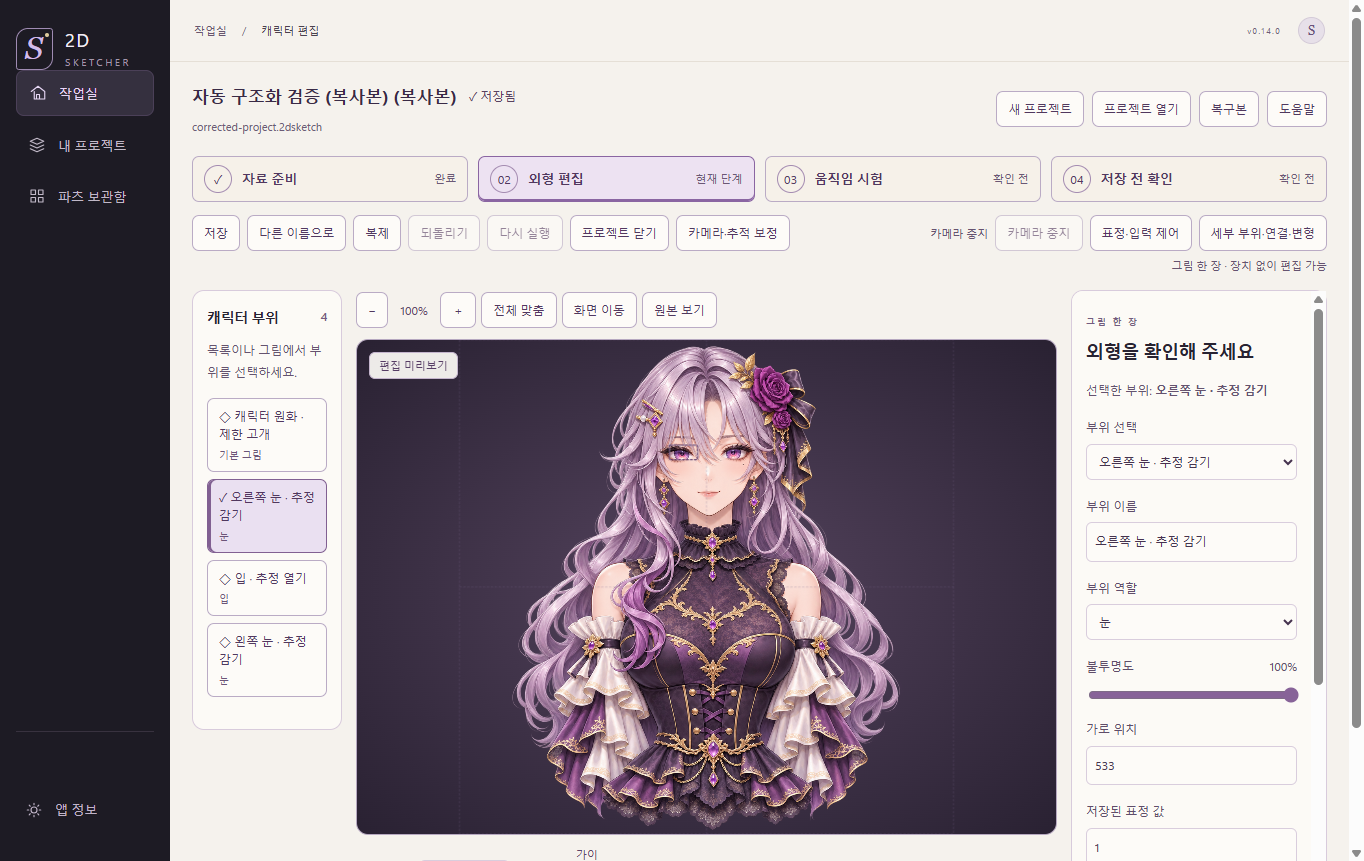 S
2D
SKETCHER
작업실
내 프로젝트
파츠 보관함
앱 정보
작업실 / 캐릭터 편집
v0.14.0
S
자동 구조화 검증 (복사본) (복사본) ✓ 저장됨
corrected-project.2dsketch
새 프로젝트
프로젝트 열기
복구본
도움말
✓ 자료 준비 완료
02 외형 편집 현재 단계
03 움직임 시험 확인 전
04 저장 전 확인 확인 전
저장
다른 이름으로
복제
되돌리기
다시 실행
프로젝트 닫기
카메라·추적 보정
카메라 중지
카메라 중지
표정·입력 제어
세부 부위·연결·변형
그림 한 장 · 장치 없이 편집 가능
캐릭터 부위 4
목록이나 그림에서 부
위를 선택하세요.
◇ 캐릭터 원화 ·
제한 고개
기본 그림
✓ 오른쪽 눈 · 추정
감기
눈
◇ 입 · 추정 열기
입
◇ 왼쪽 눈 · 추정
감기
눈
−
100%
+
전체 맞춤
화면 이동
원본 보기
편집 미리보기
가이
그림 한 장
외형을 확인해 주세요
선택한 부위: 오른쪽 눈 · 추정 감기
부위 선택
오른쪽 눈 · 추정 감기
부위 이름
오른쪽 눈 · 추정 감기
부위 역할
눈
불투명도 100%
가로 위치
533
저장된 표정 값
1